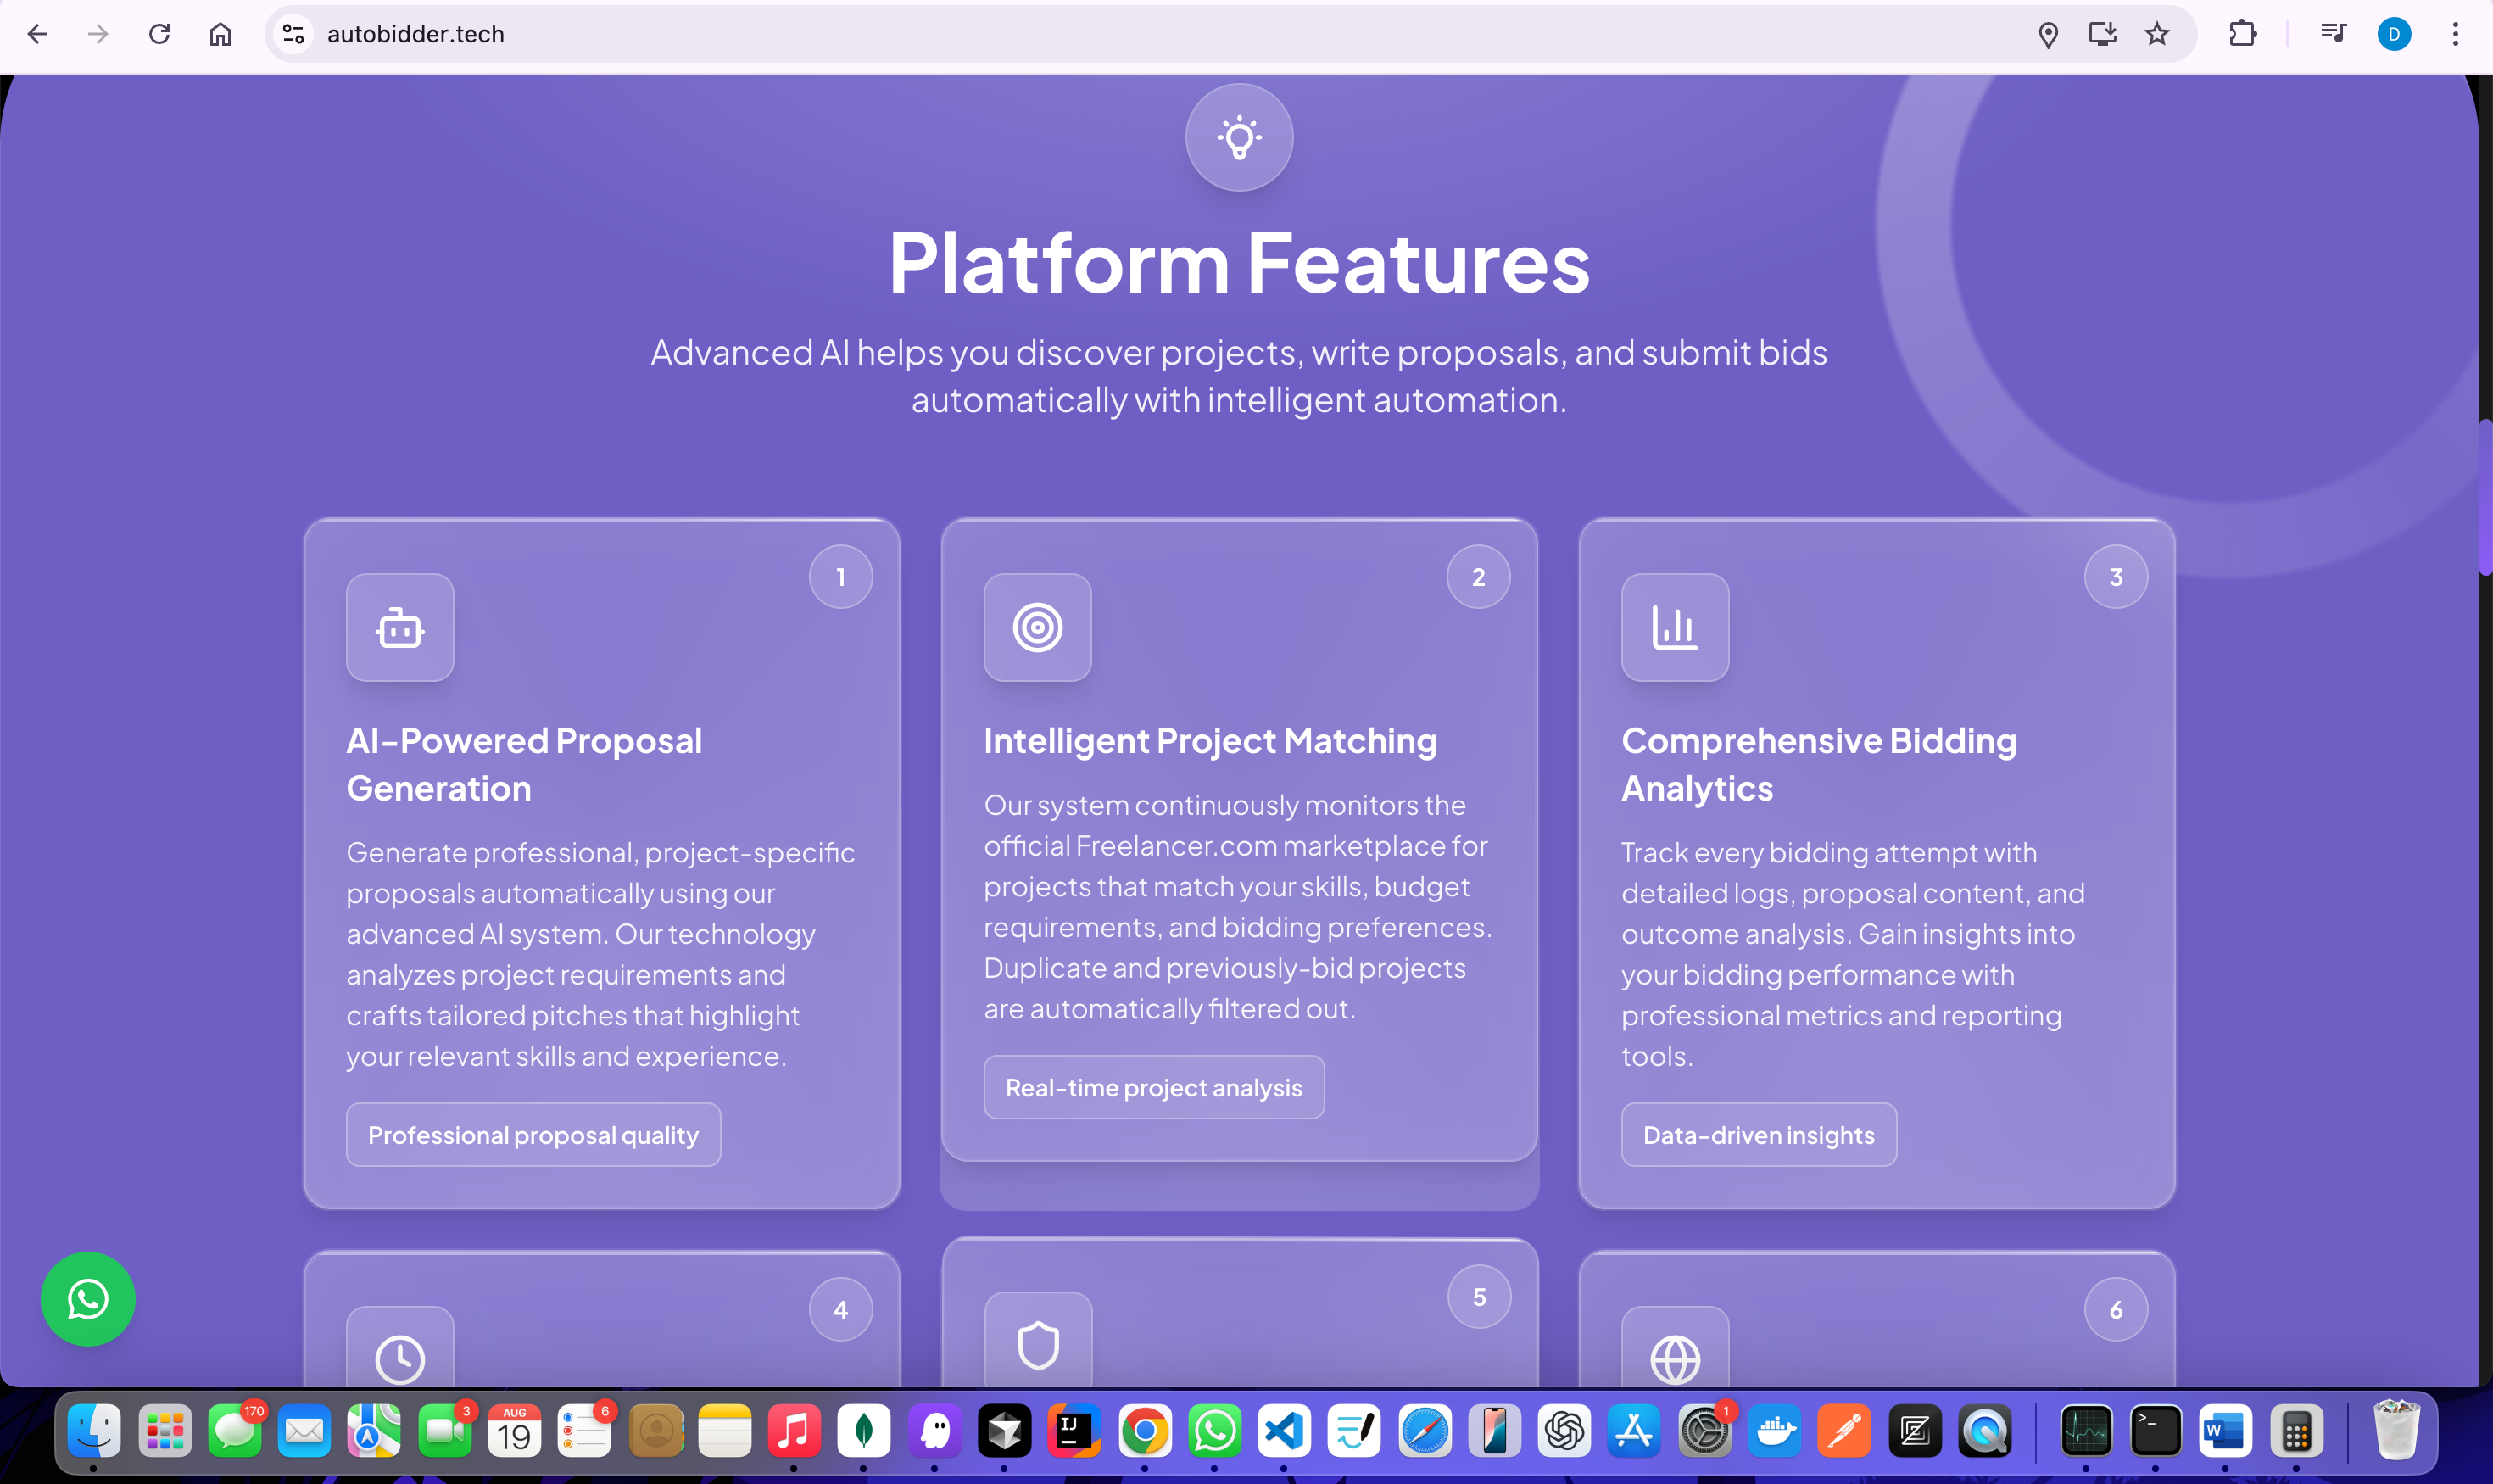 autobidder.tech
D
Platform Features
Advanced AI helps you discover projects, write proposals, and submit bids
automatically with intelligent automation.
1
AI-Powered Proposal
Generation
Generate professional, project-specific
proposals automatically using our
advanced AI system. Our technology
analyzes project requirements and
crafts tailored pitches that highlight
your relevant skills and experience.
Professional proposal quality
2
Intelligent Project Matching
Our system continuously monitors the
official Freelancer.com marketplace for
projects that match your skills, budget
requirements, and bidding preferences.
Duplicate and previously-bid projects
are automatically filtered out.
Real-time project analysis
3
Comprehensive Bidding
Analytics
Track every bidding attempt with
detailed logs, proposal content, and
outcome analysis. Gain insights into
your bidding performance with
professional metrics and reporting
tools.
Data-driven insights
4
5
6
170
3
AUG
19
6
IJ
1
>_
W